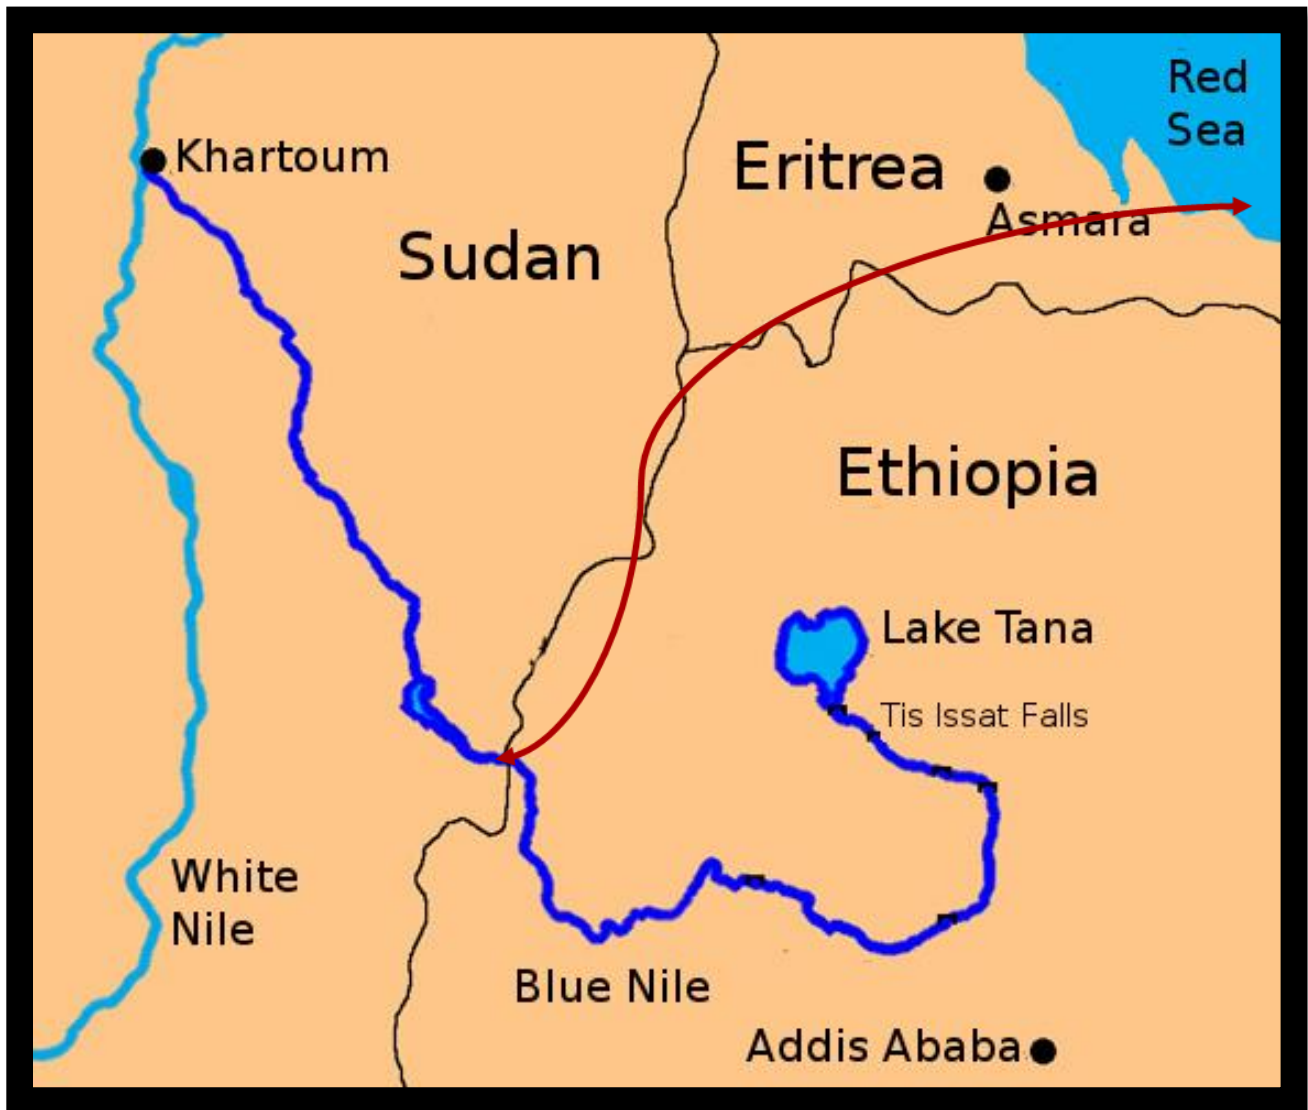 Red
Sea
Khartoum
Eritrea
Asmara
Sudan
Ethiopia
Lake Tana
Tis Issat Falls
White
Nile
Blue Nile
Addis Ababa